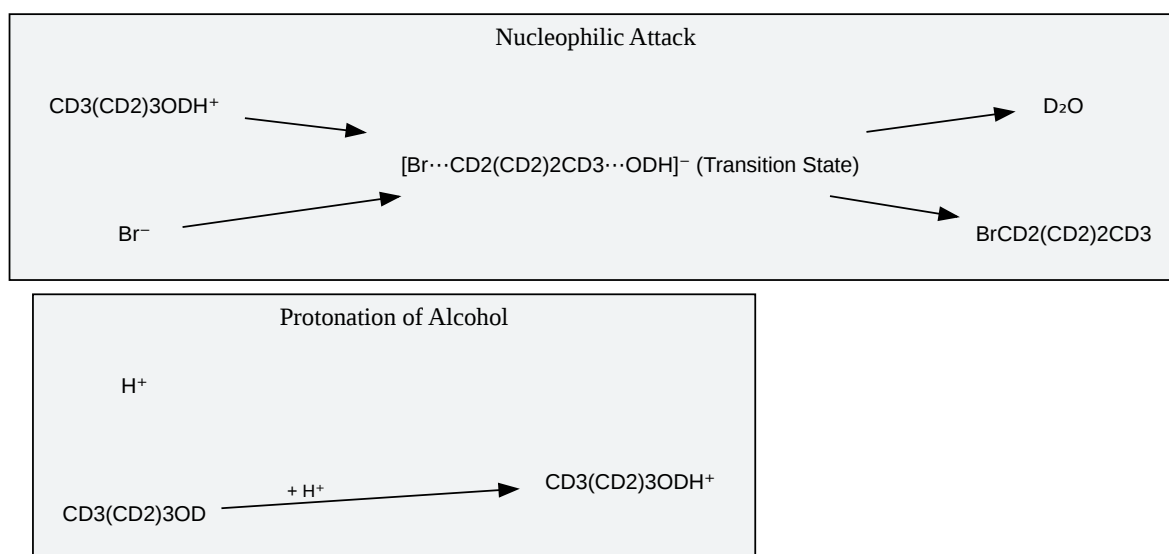 Nucleophilic Attack
CD3(CD2)3ODH⁺
D₂O
[Br⋯CD2(CD2)2CD3⋯ODH]⁻ (Transition State)
Br⁻
BrCD2(CD2)2CD3
Protonation of Alcohol
H⁺
CD3(CD2)3ODH⁺
+ H⁺
CD3(CD2)3OD